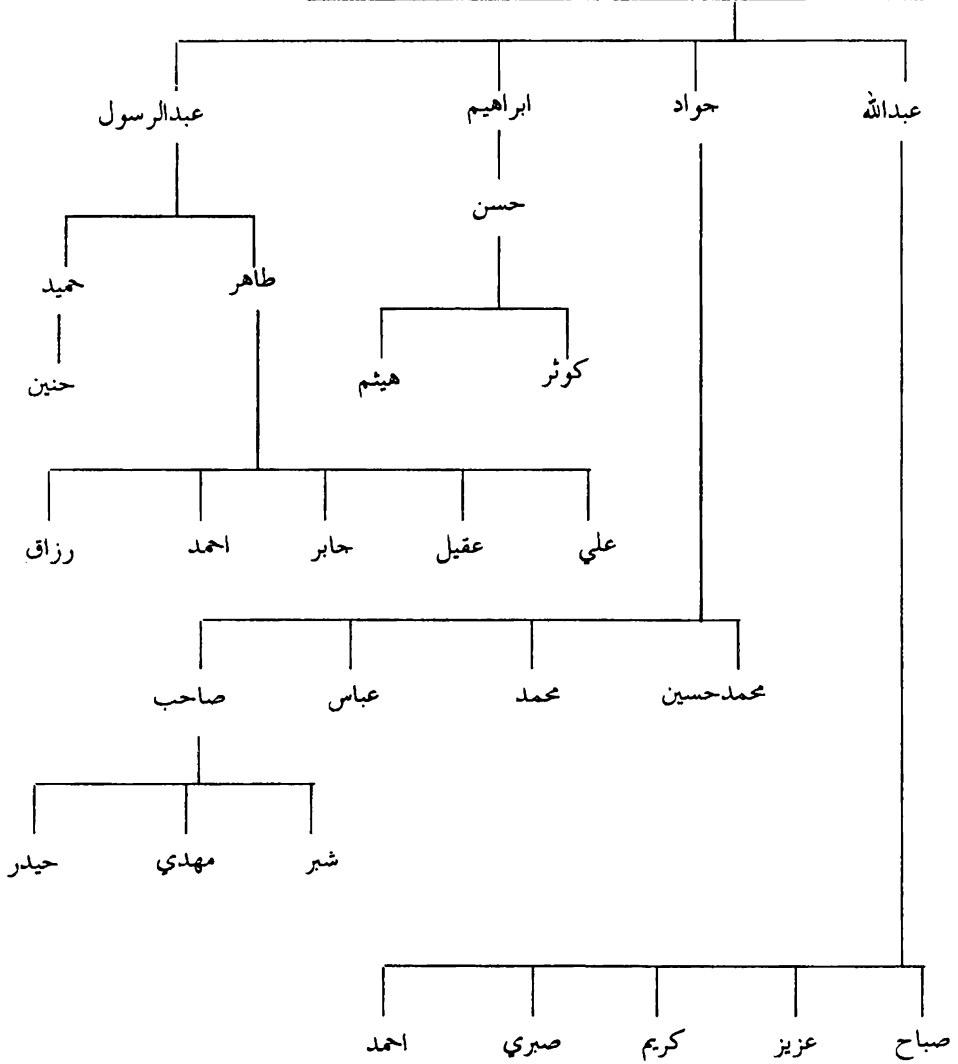 عبدالله جواد ابراهيم عبدالرسول
حسن
طاهر حميد
كوثر هيثم حنين
علي عقيل جابر احمد رزاق
محمدحسين محمد عباس صاحب
شبر مهدي حيدر
صباح عزيز كريم صبري احمد